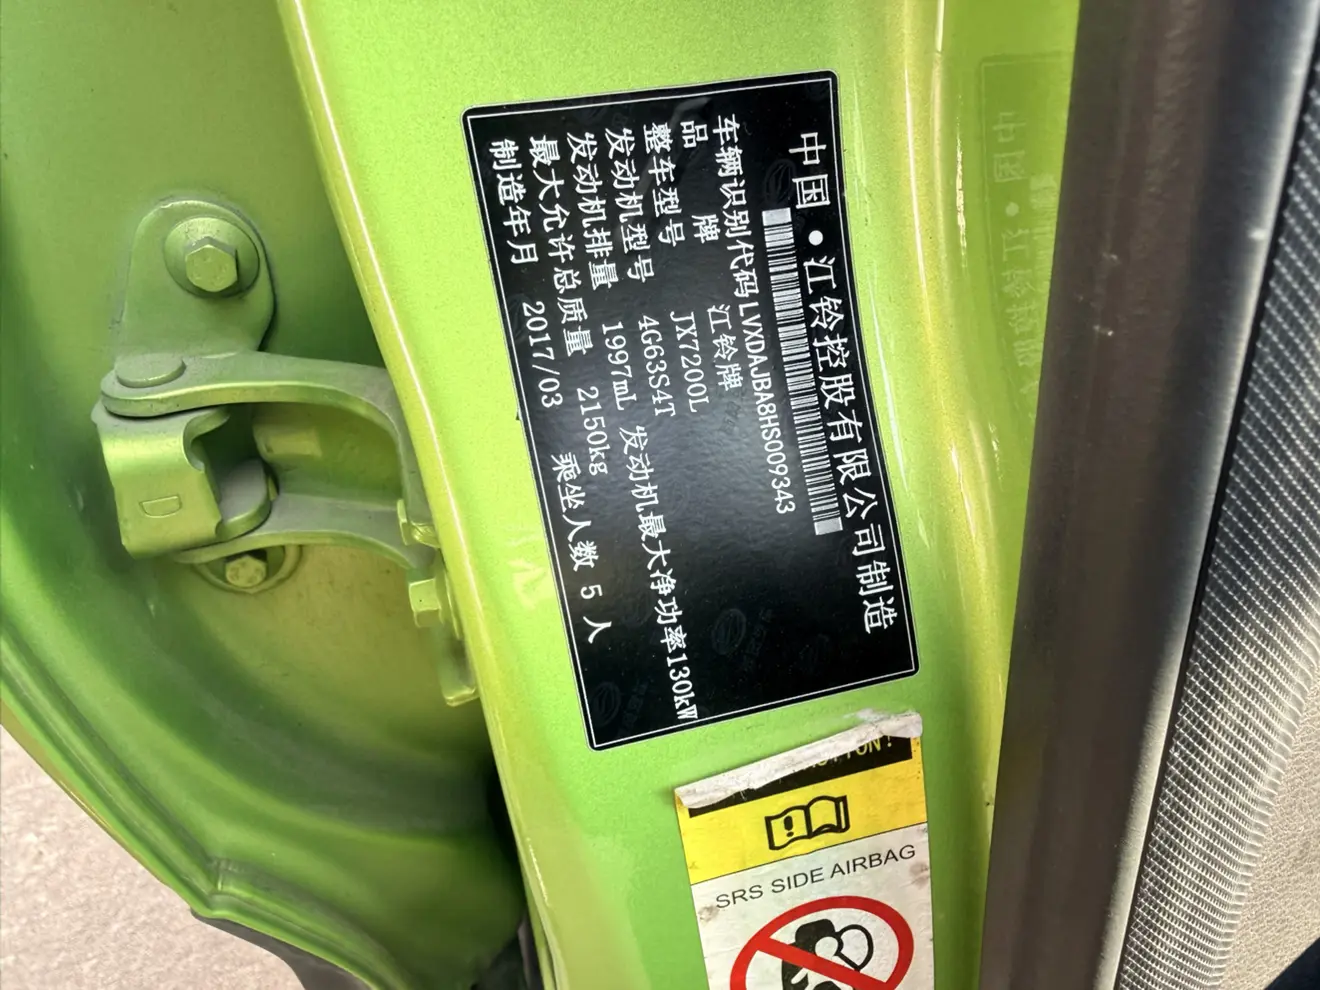 中国·江铃控股有限公司制造
车辆识别代码 LVXDAJBA8HS009343
品 牌 江铃牌
整车型号 JX7200L
发动机型号 4G63S4T
发动机排量 1997mL 发动机最大净功率130kW
最大允许总质量 2150kg
制造年月 2017/03 乘坐人数 5 人
SRS SIDE AIRBAG
D